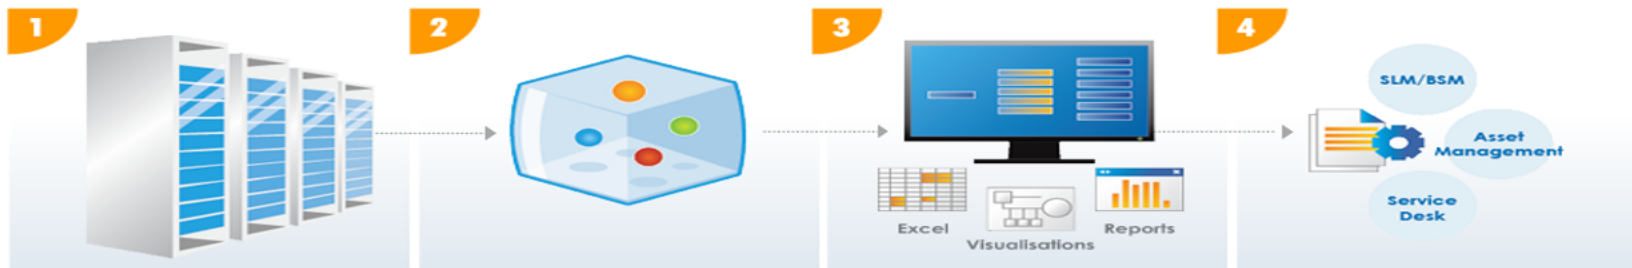 1
2
3
4
Excel
Visualisations
Reports
SLM/BSM
Asset
Management
Service
Desk